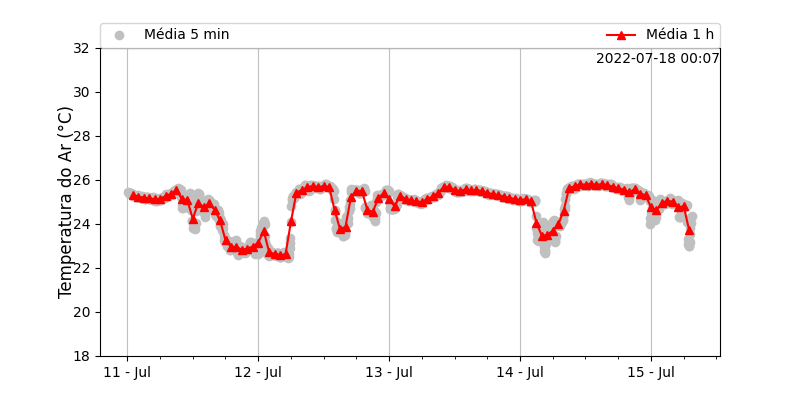 Média 5 min
Média 1 h
2022-07-18 00:07
Temperatura do Ar (°C)
32
30
28
26
24
22
20
18
11 - Jul
12 - Jul
13 - Jul
14 - Jul
15 - Jul